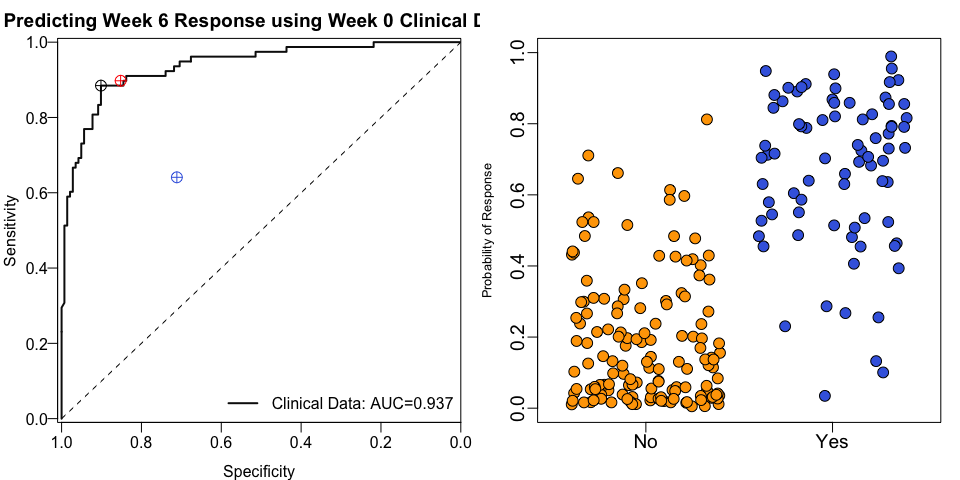 Predicting Week 6 Response using Week 0 Clinical
Sensitivity
1.0
0.8
0.6
0.4
0.2
0.0
Clinical Data: AUC=0.937
1.0 0.8 0.6 0.4 0.2 0.0
Specificity
Probability of Response
1.0
0.8
0.6
0.4
0.2
0.0
No Yes